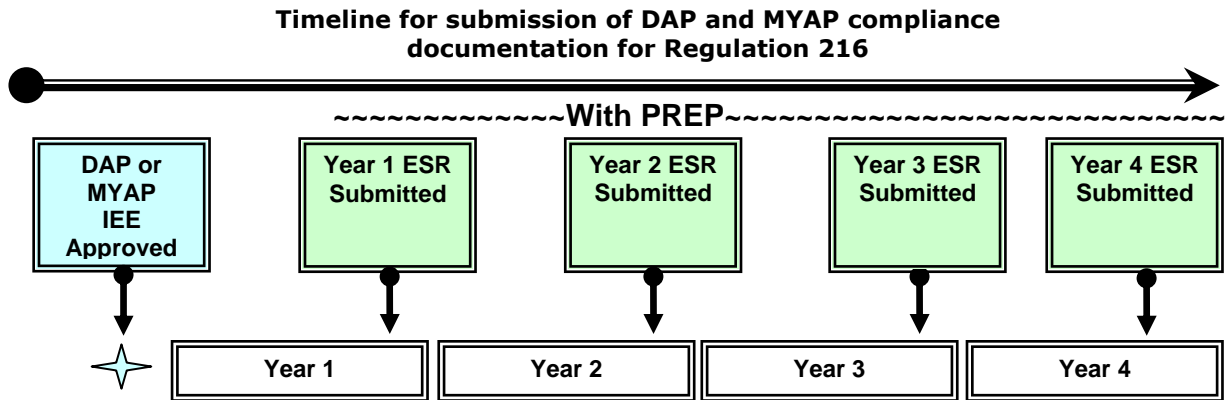 Timeline for submission of DAP and MYAP compliance
documentation for Regulation 216
~~~~~~~~~~~~~With PREP~~~~~~~~~~~~~~~~~~~~~~~~~~~~
DAP or
MYAP
IEE
Approved
Year 1 ESR
Submitted
Year 2 ESR
Submitted
Year 3 ESR
Submitted
Year 4 ESR
Submitted
Year 1
Year 2
Year 3
Year 4